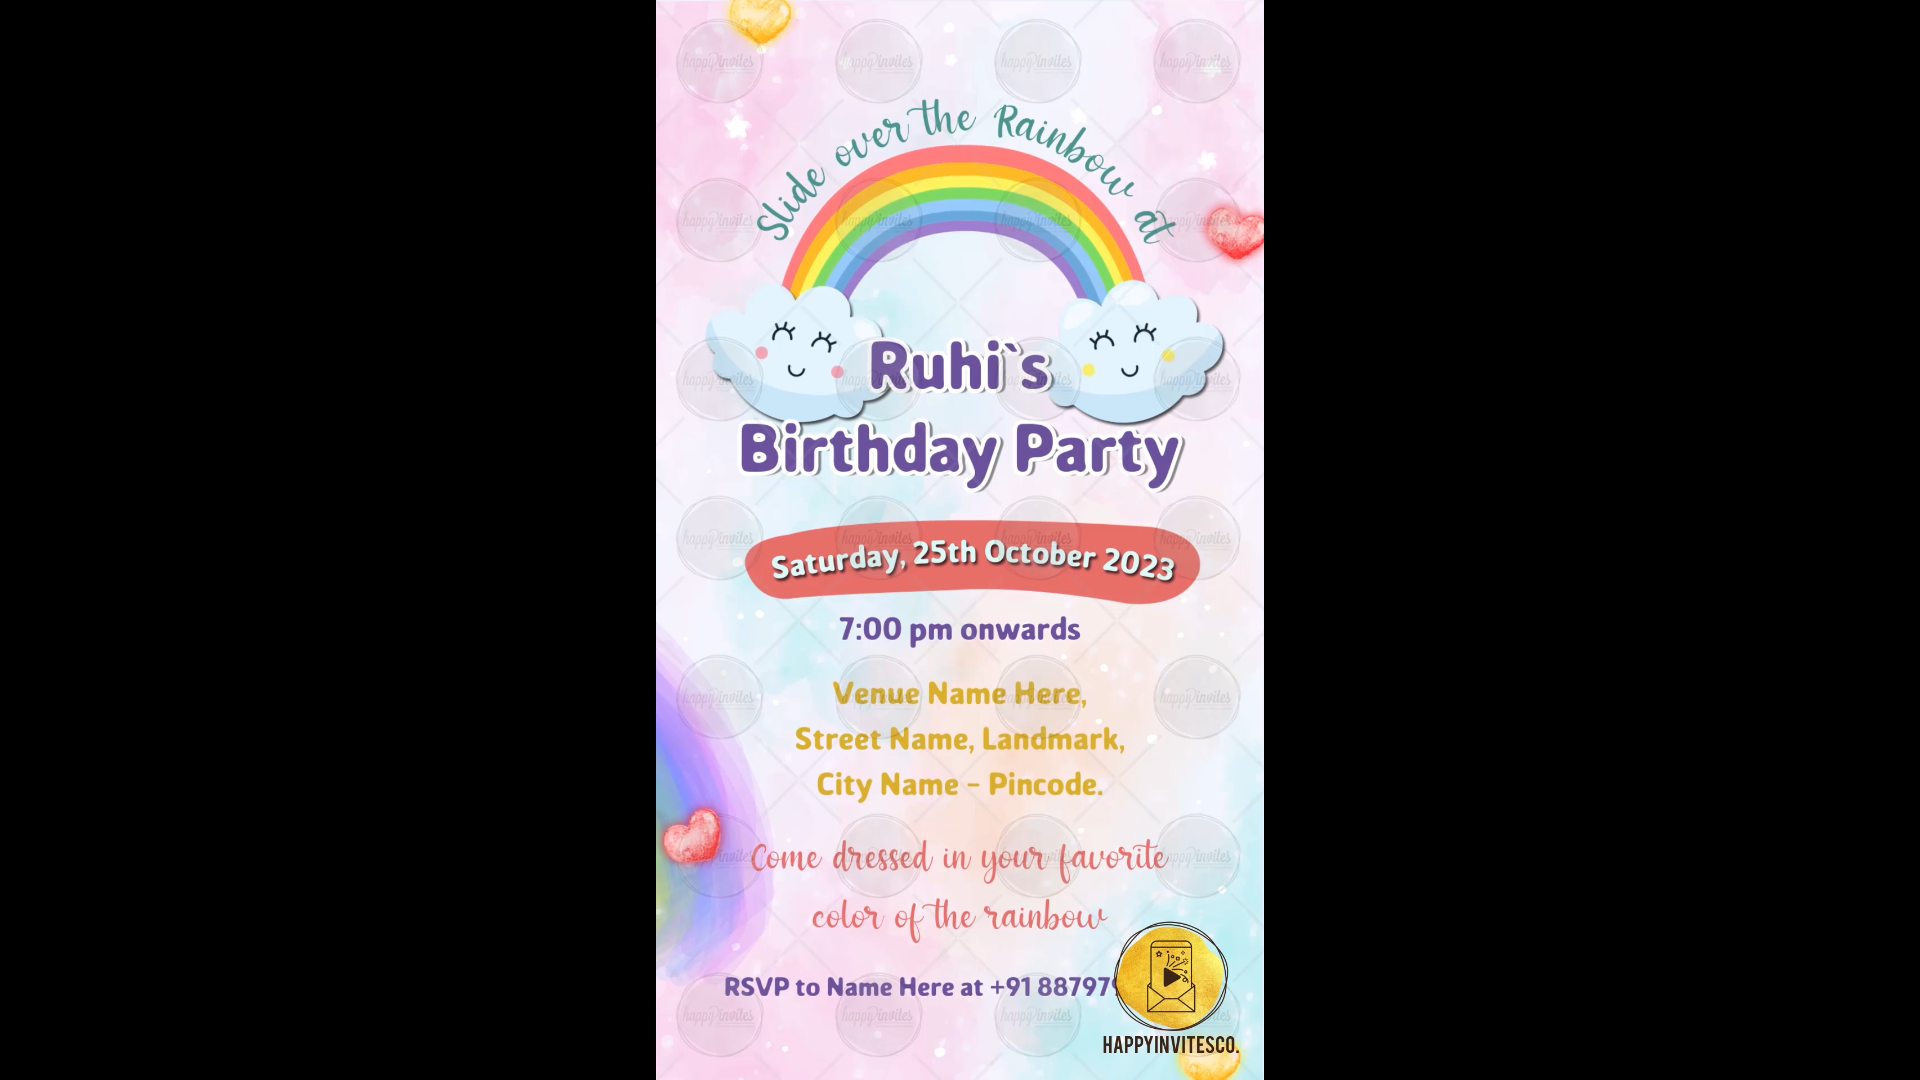 Slide over the Rainbow at
Ruhi`s
Birthday Party
Saturday, 25th October 2023
7:00 pm onwards
Venue Name Here,
Street Name, Landmark,
City Name - Pincode.
Come dressed in your favorite
color of the rainbow
RSVP to Name Here at +91 88797
HAPPYINVITESCO.